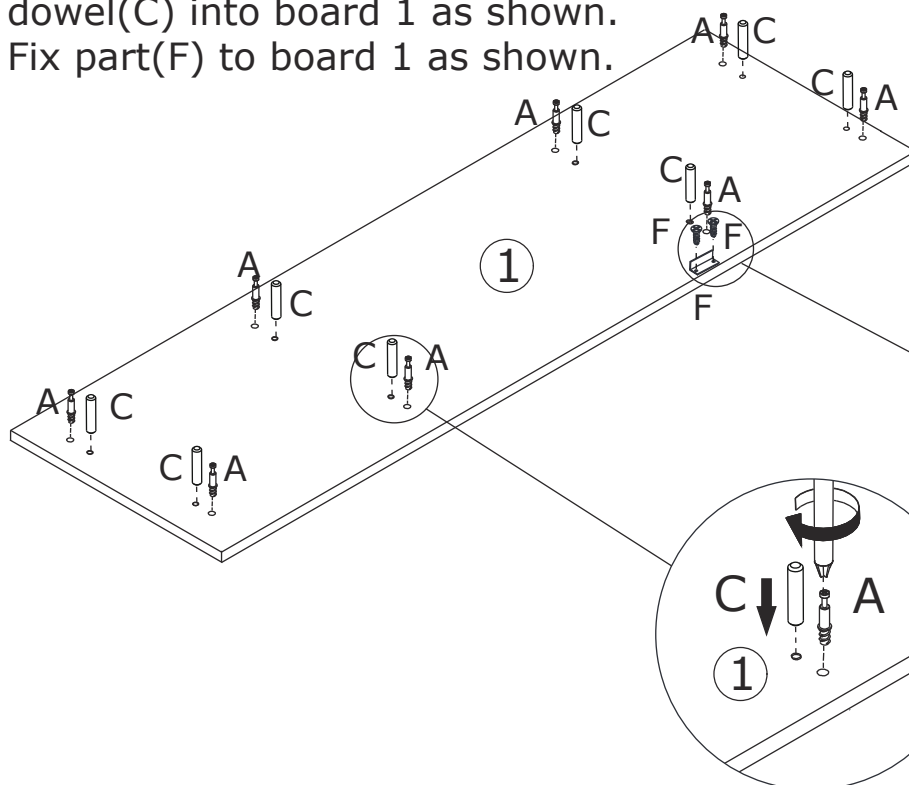 dowel(C) into board 1 as shown.
Fix part(F) to board 1 as shown.
A C
C A
A C
C A
F F
1
F
A C
C A
A C
C A
C A
1